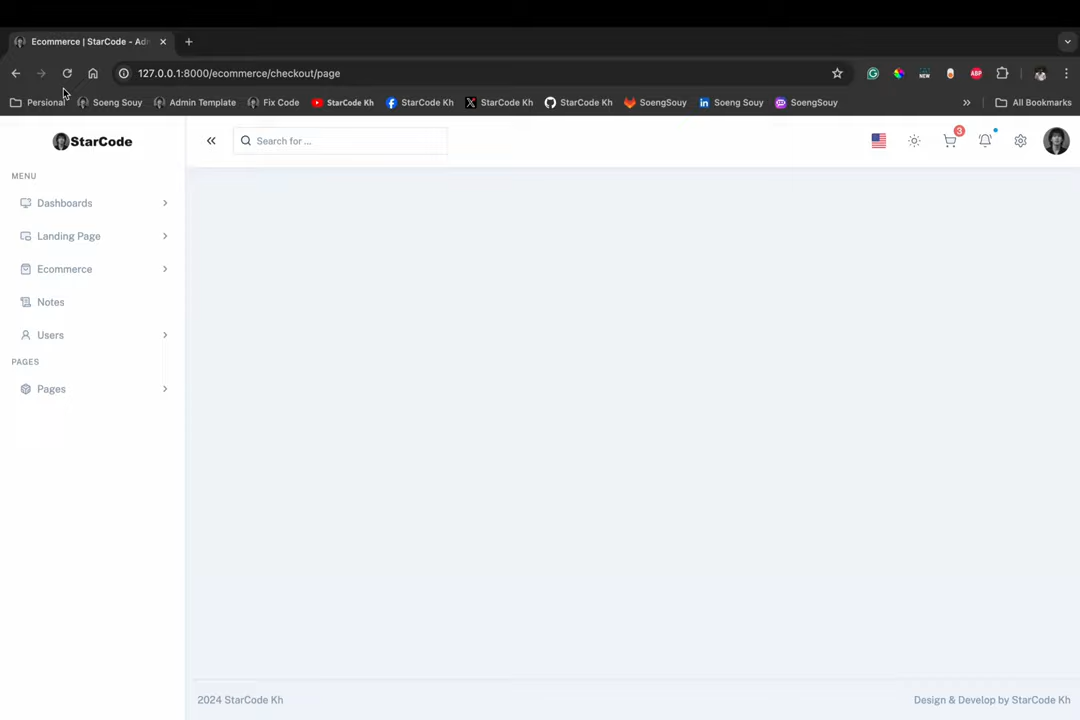 Ecommerce | StarCode - Adm
127.0.0.1:8000/ecommerce/checkout/page
Personal
Soeng Souy
Admin Template
Fix Code
StarCode Kh
StarCode Kh
StarCode Kh
StarCode Kh
SoengSouy
Soeng Souy
SoengSouy
»
All Bookmarks
StarCode
Search for ...
3
MENU
Dashboards
Landing Page
Ecommerce
Notes
Users
PAGES
Pages
2024 StarCode Kh
Design & Develop by StarCode Kh